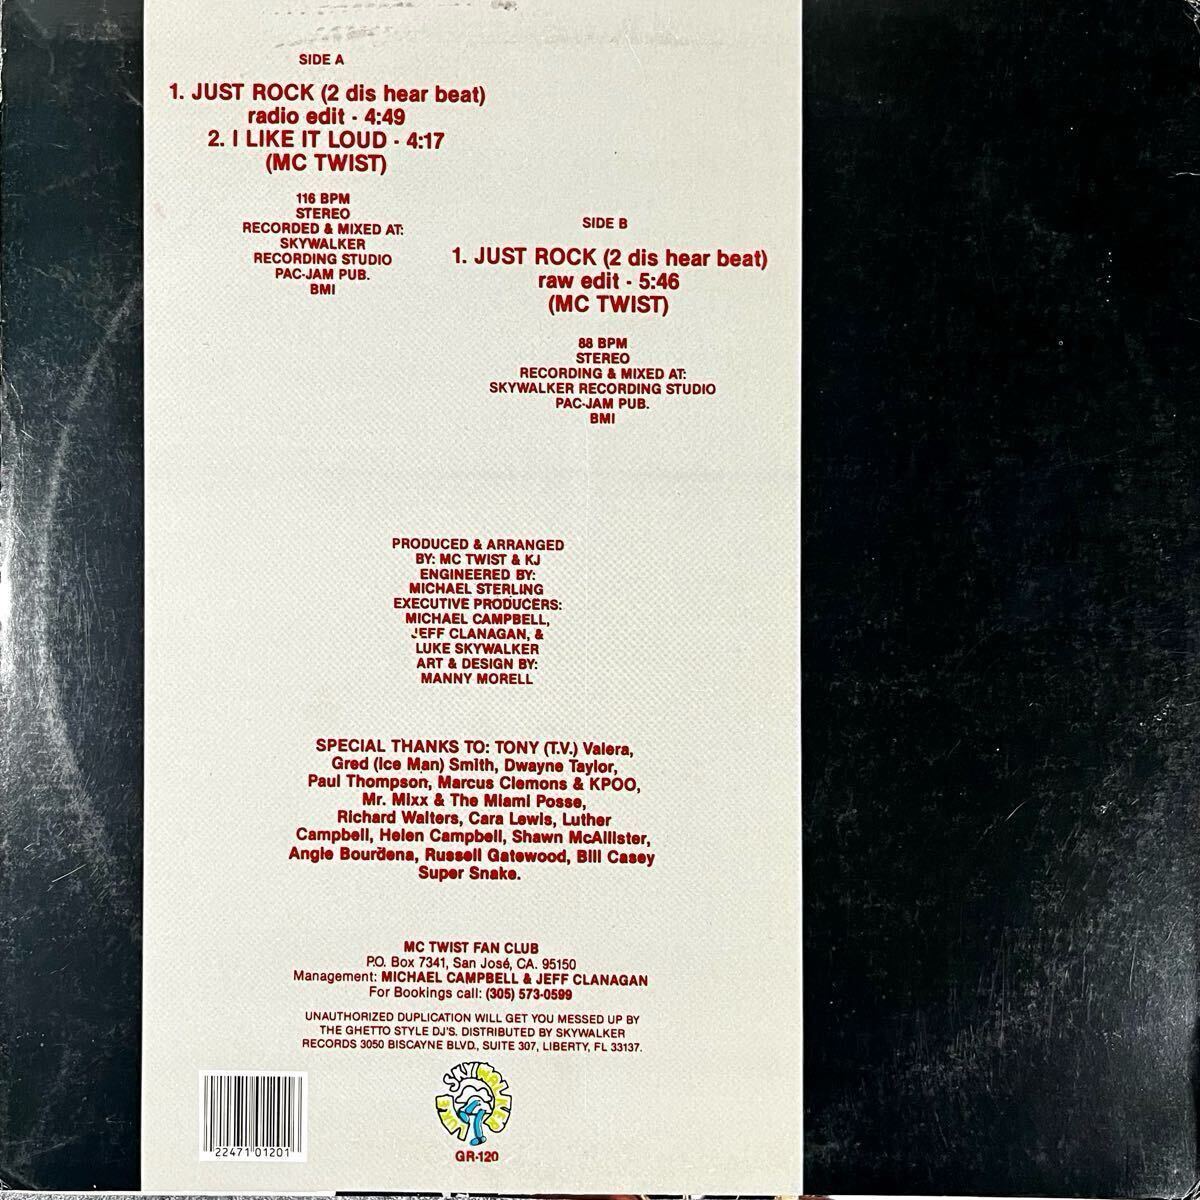 SIDE A
1. JUST ROCK (2 dis hear beat)
radio edit - 4:49
2. I LIKE IT LOUD - 4:17
(MC TWIST)
116 BPM
STEREO
RECORDED & MIXED AT:
SKYWALKER
RECORDING STUDIO
PAC-JAM PUB.
BMI
SIDE B
1. JUST ROCK (2 dis hear beat)
raw edit - 5:46
(MC TWIST)
88 BPM
STEREO
RECORDING & MIXED AT:
SKYWALKER RECORDING STUDIO
PAC-JAM PUB.
BMI
PRODUCED & ARRANGED
BY: MC TWIST & KJ
ENGINEERED BY:
MICHAEL STERLING
EXECUTIVE PRODUCERS:
MICHAEL CAMPBELL,
JEFF CLANAGAN, &
LUKE SKYWALKER
ART & DESIGN BY:
MANNY MORELL
SPECIAL THANKS TO: TONY (T.V.) Valera,
Gred (Ice Man) Smith, Dwayne Taylor,
Paul Thompson, Marcus Clemons & KPOO,
Mr. Mixx & The Miami Posse,
Richard Walters, Cara Lewis, Luther
Campbell, Helen Campbell, Shawn McAllister,
Angie Bourdena, Russell Gatewood, Bill Casey
Super Snake.
MC TWIST FAN CLUB
P.O. Box 7341, San José, CA. 95150
Management: MICHAEL CAMPBELL & JEFF CLANAGAN
For Bookings call: (305) 573-0599
UNAUTHORIZED DUPLICATION WILL GET YOU MESSED UP BY
THE GHETTO STYLE DJ'S. DISTRIBUTED BY SKYWALKER
RECORDS 3050 BISCAYNE BLVD., SUITE 307, LIBERTY, FL 33137.
LUKE SKYWALKER
22471 01201
GR-120